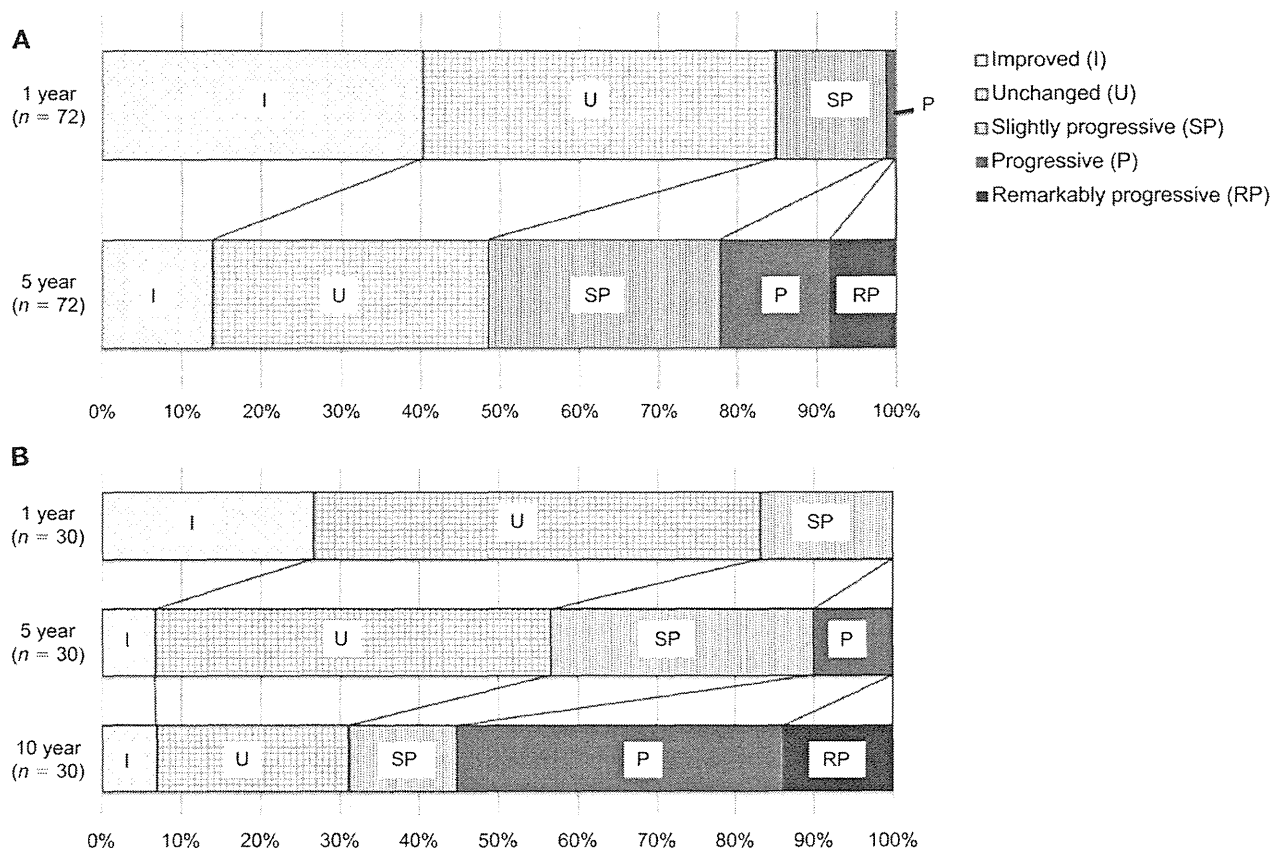 A
1 year
(n = 72)
I
U
SP
P
Improved (I)
Unchanged (U)
Slightly progressive (SP)
Progressive (P)
Remarkably progressive (RP)
5 year
(n = 72)
I
U
SP
P
RP
0% 10% 20% 30% 40% 50% 60% 70% 80% 90% 100%
B
1 year
(n = 30)
I
U
SP
5 year
(n = 30)
I
U
SP
P
10 year
(n = 30)
I
U
SP
P
RP
0% 10% 20% 30% 40% 50% 60% 70% 80% 90% 100%